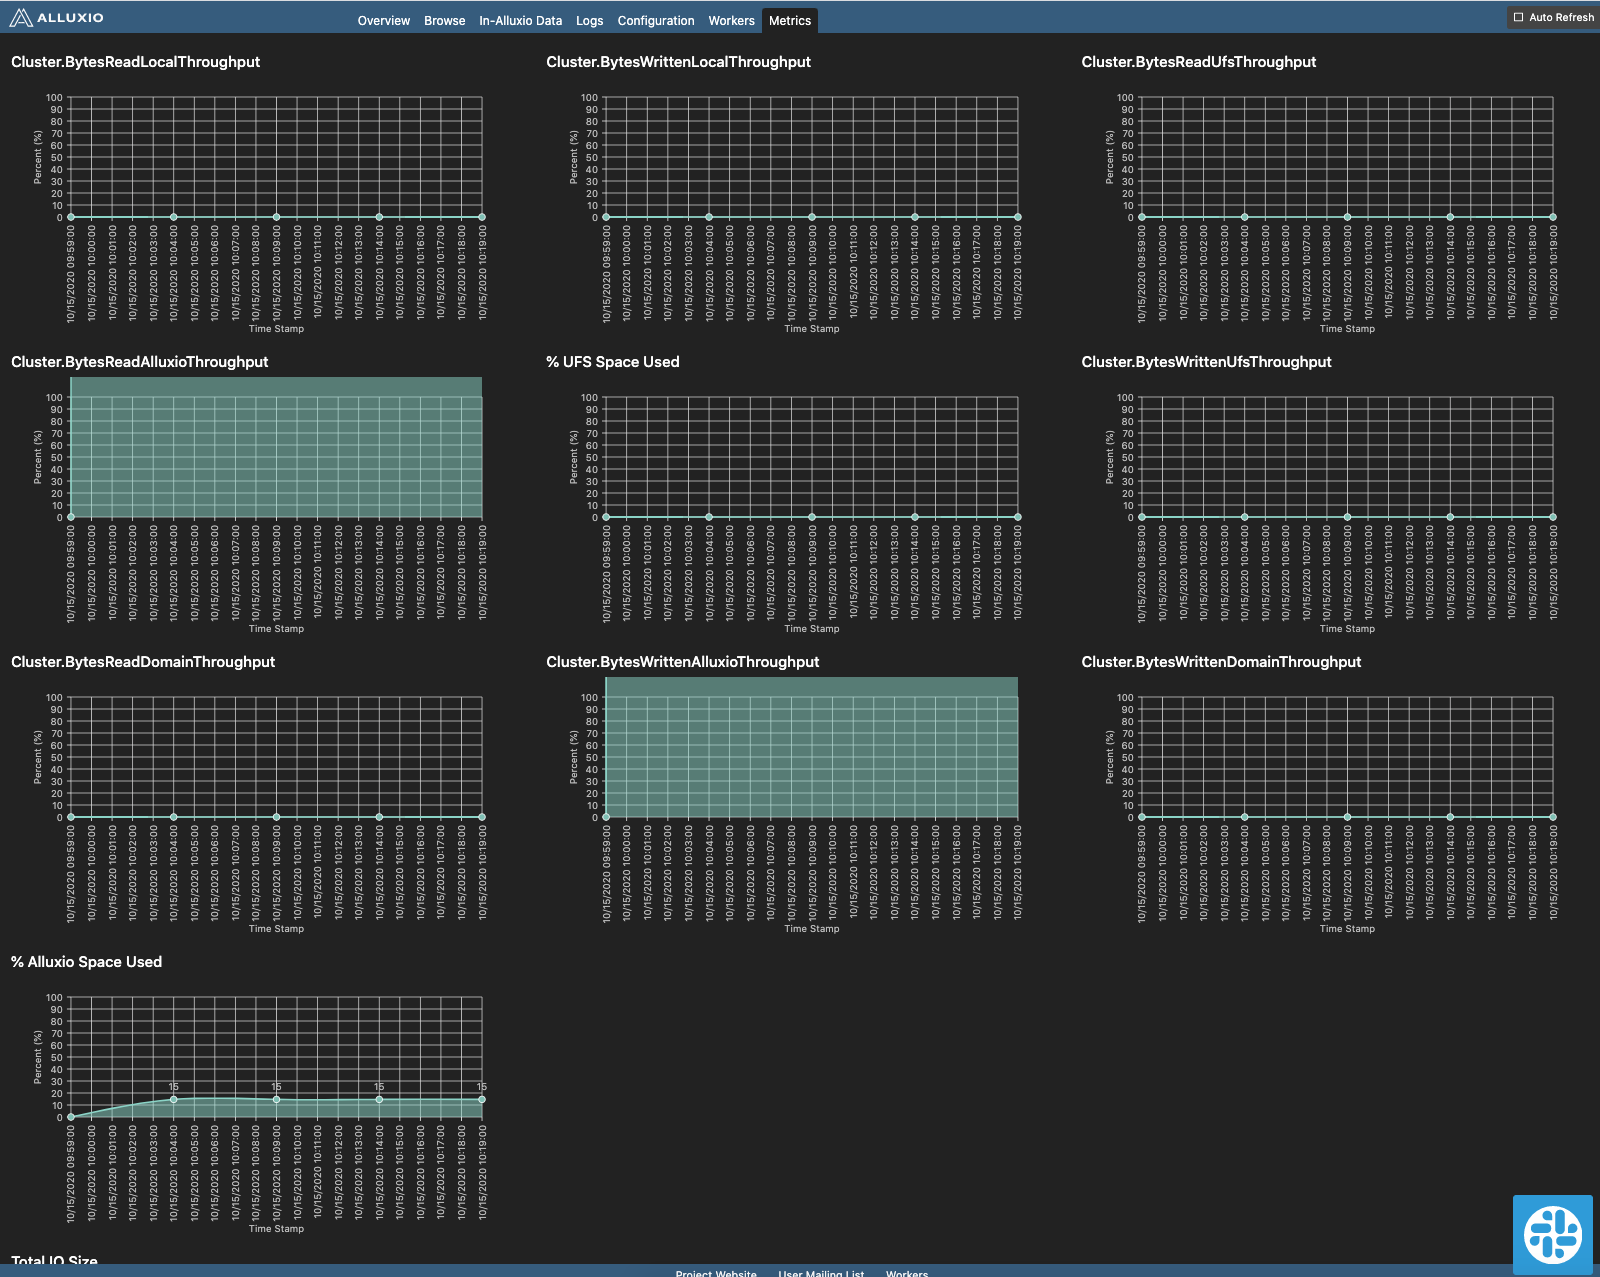 ALLUXIO
Overview Browse In-Alluxio Data Logs Configuration Workers Metrics
Auto Refresh
Cluster.BytesReadLocalThroughput
100
90
80
70
60
50
40
30
20
10
0
Percent (%)
10/15/2020 09:59:00 10/15/2020 10:00:00 10/15/2020 10:01:00 10/15/2020 10:02:00 10/15/2020 10:03:00 10/15/2020 10:04:00 10/15/2020 10:05:00 10/15/2020 10:06:00 10/15/2020 10:07:00 10/15/2020 10:08:00 10/15/2020 10:09:00 10/15/2020 10:10:00 10/15/2020 10:11:00 10/15/2020 10:12:00 10/15/2020 10:13:00 10/15/2020 10:14:00 10/15/2020 10:15:00 10/15/2020 10:16:00 10/15/2020 10:17:00 10/15/2020 10:18:00 10/15/2020 10:19:00
Time Stamp
Cluster.BytesWrittenLocalThroughput
100
90
80
70
60
50
40
30
20
10
0
Percent (%)
10/15/2020 09:59:00 10/15/2020 10:00:00 10/15/2020 10:01:00 10/15/2020 10:02:00 10/15/2020 10:03:00 10/15/2020 10:04:00 10/15/2020 10:05:00 10/15/2020 10:06:00 10/15/2020 10:07:00 10/15/2020 10:08:00 10/15/2020 10:09:00 10/15/2020 10:10:00 10/15/2020 10:11:00 10/15/2020 10:12:00 10/15/2020 10:13:00 10/15/2020 10:14:00 10/15/2020 10:15:00 10/15/2020 10:16:00 10/15/2020 10:17:00 10/15/2020 10:18:00 10/15/2020 10:19:00
Time Stamp
Cluster.BytesReadUfsThroughput
100
90
80
70
60
50
40
30
20
10
0
Percent (%)
10/15/2020 09:59:00 10/15/2020 10:00:00 10/15/2020 10:01:00 10/15/2020 10:02:00 10/15/2020 10:03:00 10/15/2020 10:04:00 10/15/2020 10:05:00 10/15/2020 10:06:00 10/15/2020 10:07:00 10/15/2020 10:08:00 10/15/2020 10:09:00 10/15/2020 10:10:00 10/15/2020 10:11:00 10/15/2020 10:12:00 10/15/2020 10:13:00 10/15/2020 10:14:00 10/15/2020 10:15:00 10/15/2020 10:16:00 10/15/2020 10:17:00 10/15/2020 10:18:00 10/15/2020 10:19:00
Time Stamp
Cluster.BytesReadAlluxioThroughput
100
90
80
70
60
50
40
30
20
10
0
Percent (%)
10/15/2020 09:59:00 10/15/2020 10:00:00 10/15/2020 10:01:00 10/15/2020 10:02:00 10/15/2020 10:03:00 10/15/2020 10:04:00 10/15/2020 10:05:00 10/15/2020 10:06:00 10/15/2020 10:07:00 10/15/2020 10:08:00 10/15/2020 10:09:00 10/15/2020 10:10:00 10/15/2020 10:11:00 10/15/2020 10:12:00 10/15/2020 10:13:00 10/15/2020 10:14:00 10/15/2020 10:15:00 10/15/2020 10:16:00 10/15/2020 10:17:00 10/15/2020 10:18:00 10/15/2020 10:19:00
Time Stamp
% UFS Space Used
100
90
80
70
60
50
40
30
20
10
0
Percent (%)
10/15/2020 09:59:00 10/15/2020 10:00:00 10/15/2020 10:01:00 10/15/2020 10:02:00 10/15/2020 10:03:00 10/15/2020 10:04:00 10/15/2020 10:05:00 10/15/2020 10:06:00 10/15/2020 10:07:00 10/15/2020 10:08:00 10/15/2020 10:09:00 10/15/2020 10:10:00 10/15/2020 10:11:00 10/15/2020 10:12:00 10/15/2020 10:13:00 10/15/2020 10:14:00 10/15/2020 10:15:00 10/15/2020 10:16:00 10/15/2020 10:17:00 10/15/2020 10:18:00 10/15/2020 10:19:00
Time Stamp
Cluster.BytesWrittenUfsThroughput
100
90
80
70
60
50
40
30
20
10
0
Percent (%)
10/15/2020 09:59:00 10/15/2020 10:00:00 10/15/2020 10:01:00 10/15/2020 10:02:00 10/15/2020 10:03:00 10/15/2020 10:04:00 10/15/2020 10:05:00 10/15/2020 10:06:00 10/15/2020 10:07:00 10/15/2020 10:08:00 10/15/2020 10:09:00 10/15/2020 10:10:00 10/15/2020 10:11:00 10/15/2020 10:12:00 10/15/2020 10:13:00 10/15/2020 10:14:00 10/15/2020 10:15:00 10/15/2020 10:16:00 10/15/2020 10:17:00 10/15/2020 10:18:00 10/15/2020 10:19:00
Time Stamp
Cluster.BytesReadDomainThroughput
100
90
80
70
60
50
40
30
20
10
0
Percent (%)
10/15/2020 09:59:00 10/15/2020 10:00:00 10/15/2020 10:01:00 10/15/2020 10:02:00 10/15/2020 10:03:00 10/15/2020 10:04:00 10/15/2020 10:05:00 10/15/2020 10:06:00 10/15/2020 10:07:00 10/15/2020 10:08:00 10/15/2020 10:09:00 10/15/2020 10:10:00 10/15/2020 10:11:00 10/15/2020 10:12:00 10/15/2020 10:13:00 10/15/2020 10:14:00 10/15/2020 10:15:00 10/15/2020 10:16:00 10/15/2020 10:17:00 10/15/2020 10:18:00 10/15/2020 10:19:00
Time Stamp
Cluster.BytesWrittenAlluxioThroughput
100
90
80
70
60
50
40
30
20
10
0
Percent (%)
10/15/2020 09:59:00 10/15/2020 10:00:00 10/15/2020 10:01:00 10/15/2020 10:02:00 10/15/2020 10:03:00 10/15/2020 10:04:00 10/15/2020 10:05:00 10/15/2020 10:06:00 10/15/2020 10:07:00 10/15/2020 10:08:00 10/15/2020 10:09:00 10/15/2020 10:10:00 10/15/2020 10:11:00 10/15/2020 10:12:00 10/15/2020 10:13:00 10/15/2020 10:14:00 10/15/2020 10:15:00 10/15/2020 10:16:00 10/15/2020 10:17:00 10/15/2020 10:18:00 10/15/2020 10:19:00
Time Stamp
Cluster.BytesWrittenDomainThroughput
100
90
80
70
60
50
40
30
20
10
0
Percent (%)
10/15/2020 09:59:00 10/15/2020 10:00:00 10/15/2020 10:01:00 10/15/2020 10:02:00 10/15/2020 10:03:00 10/15/2020 10:04:00 10/15/2020 10:05:00 10/15/2020 10:06:00 10/15/2020 10:07:00 10/15/2020 10:08:00 10/15/2020 10:09:00 10/15/2020 10:10:00 10/15/2020 10:11:00 10/15/2020 10:12:00 10/15/2020 10:13:00 10/15/2020 10:14:00 10/15/2020 10:15:00 10/15/2020 10:16:00 10/15/2020 10:17:00 10/15/2020 10:18:00 10/15/2020 10:19:00
Time Stamp
% Alluxio Space Used
100
90
80
70
60
50
40
30
20
10
0
Percent (%)
15 15 15 15
10/15/2020 09:59:00 10/15/2020 10:00:00 10/15/2020 10:01:00 10/15/2020 10:02:00 10/15/2020 10:03:00 10/15/2020 10:04:00 10/15/2020 10:05:00 10/15/2020 10:06:00 10/15/2020 10:07:00 10/15/2020 10:08:00 10/15/2020 10:09:00 10/15/2020 10:10:00 10/15/2020 10:11:00 10/15/2020 10:12:00 10/15/2020 10:13:00 10/15/2020 10:14:00 10/15/2020 10:15:00 10/15/2020 10:16:00 10/15/2020 10:17:00 10/15/2020 10:18:00 10/15/2020 10:19:00
Time Stamp
Total IO Size
Project Website User Mailing List Workers